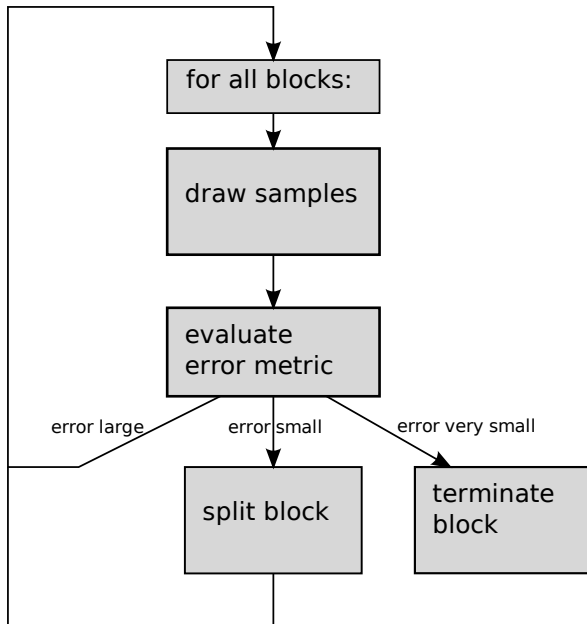 for all blocks:
draw samples
evaluate
error metric
error large
error small
error very small
split block
terminate
block